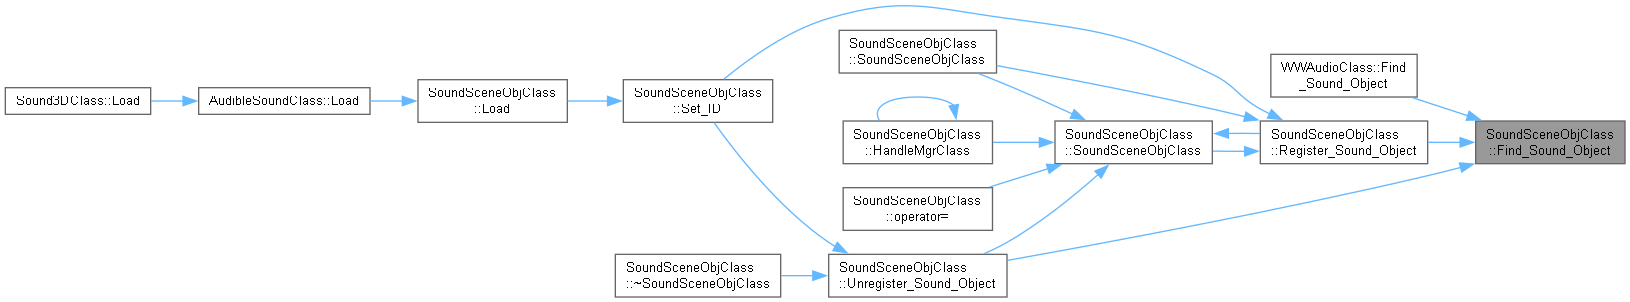 Sound3DClass::Load
AudibleSoundClass::Load
SoundSceneObjClass
::Load
SoundSceneObjClass
::Set_ID
SoundSceneObjClass
::~SoundSceneObjClass
SoundSceneObjClass
::SoundSceneObjClass
SoundSceneObjClass
::HandleMgrClass
SoundSceneObjClass
::operator=
SoundSceneObjClass
::Unregister_Sound_Object
SoundSceneObjClass
::SoundSceneObjClass
WWAudioClass::Find
_Sound_Object
SoundSceneObjClass
::Register_Sound_Object
SoundSceneObjClass
::Find_Sound_Object